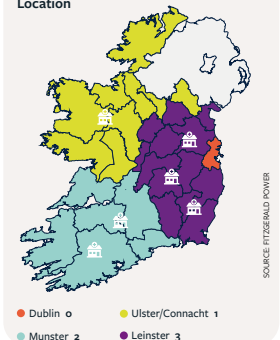 Location
SOURCE: FITZGERALD POWER
Dublin 0
Ulster/Connacht 1
Munster 2
Leinster 3